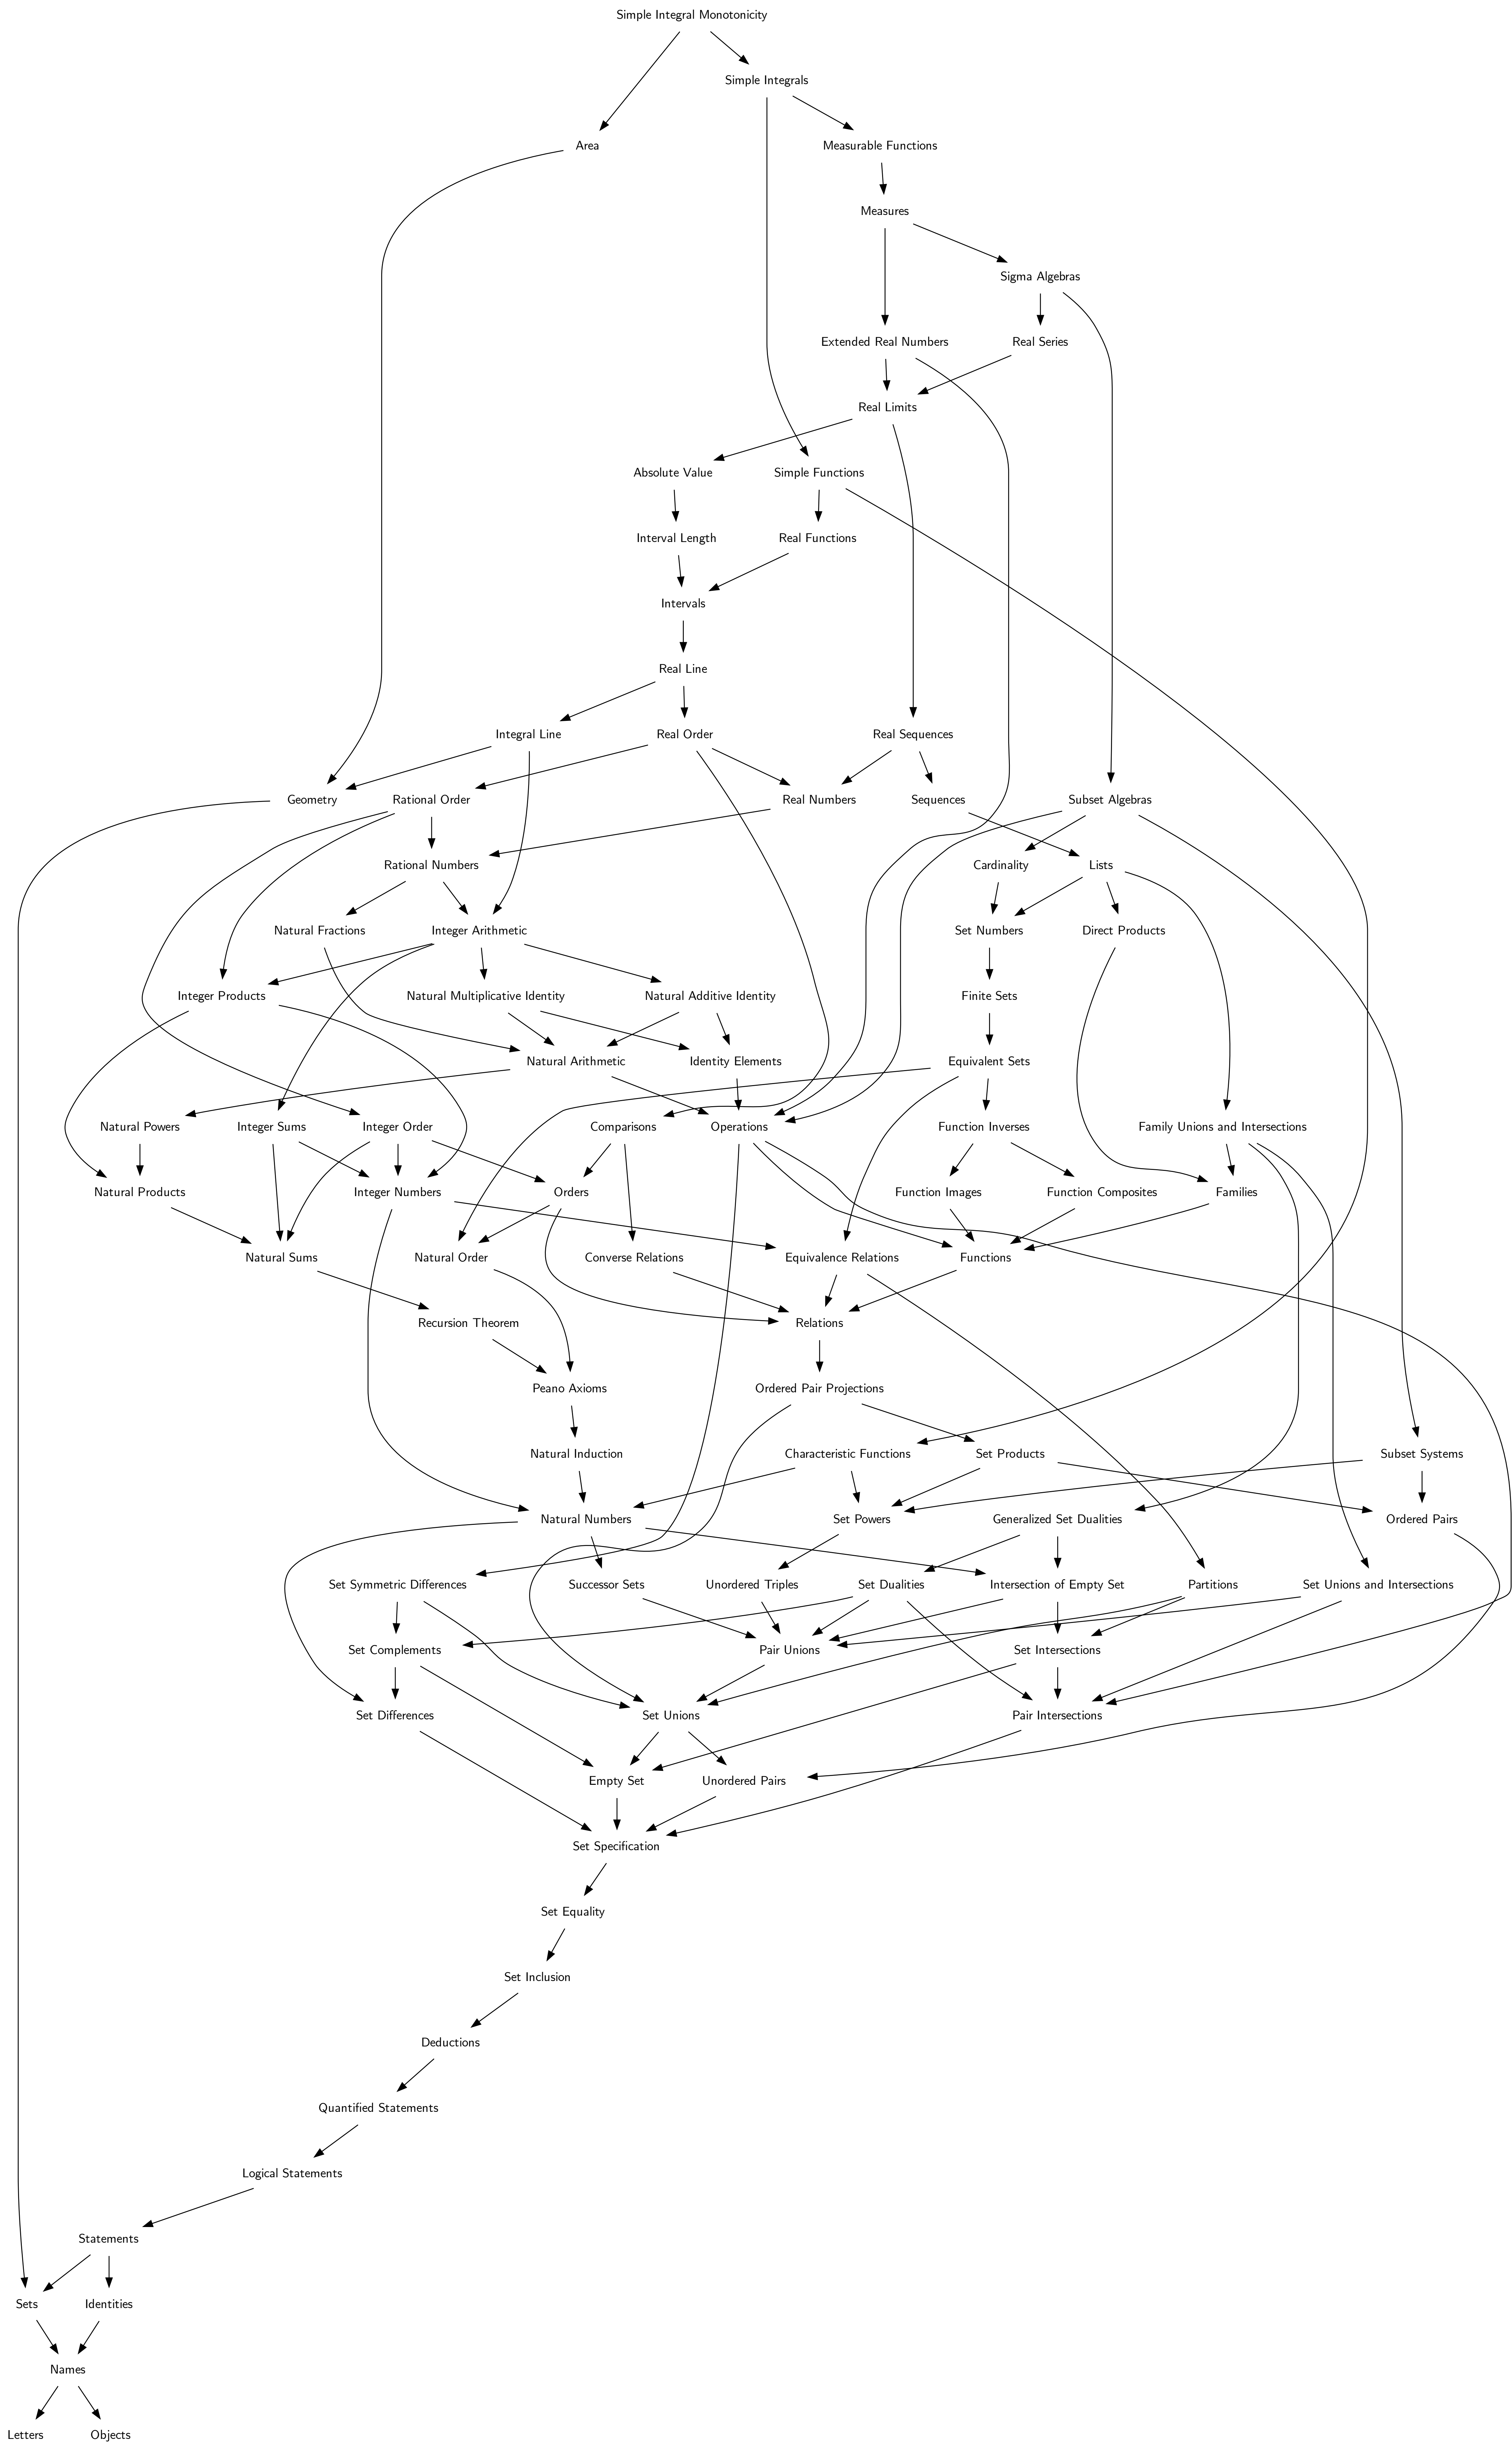 Simple Integral Monotonicity
Simple Integrals
Area
Measurable Functions
Measures
Sigma Algebras
Extended Real Numbers
Real Series
Real Limits
Absolute Value
Simple Functions
Interval Length
Real Functions
Intervals
Real Line
Integral Line
Real Order
Real Sequences
Geometry
Rational Order
Real Numbers
Sequences
Subset Algebras
Rational Numbers
Cardinality
Lists
Natural Fractions
Integer Arithmetic
Set Numbers
Direct Products
Integer Products
Natural Multiplicative Identity
Natural Additive Identity
Finite Sets
Natural Arithmetic
Identity Elements
Equivalent Sets
Natural Powers
Integer Sums
Integer Order
Comparisons
Operations
Function Inverses
Family Unions and Intersections
Natural Products
Integer Numbers
Orders
Function Images
Function Composites
Families
Natural Sums
Natural Order
Converse Relations
Equivalence Relations
Functions
Recursion Theorem
Relations
Peano Axioms
Ordered Pair Projections
Natural Induction
Characteristic Functions
Set Products
Subset Systems
Natural Numbers
Set Powers
Generalized Set Dualities
Ordered Pairs
Set Symmetric Differences
Successor Sets
Unordered Triples
Set Dualities
Intersection of Empty Set
Partitions
Set Unions and Intersections
Set Complements
Pair Unions
Set Intersections
Set Differences
Set Unions
Pair Intersections
Empty Set
Unordered Pairs
Set Specification
Set Equality
Set Inclusion
Deductions
Quantified Statements
Logical Statements
Statements
Sets
Identities
Names
Letters
Objects